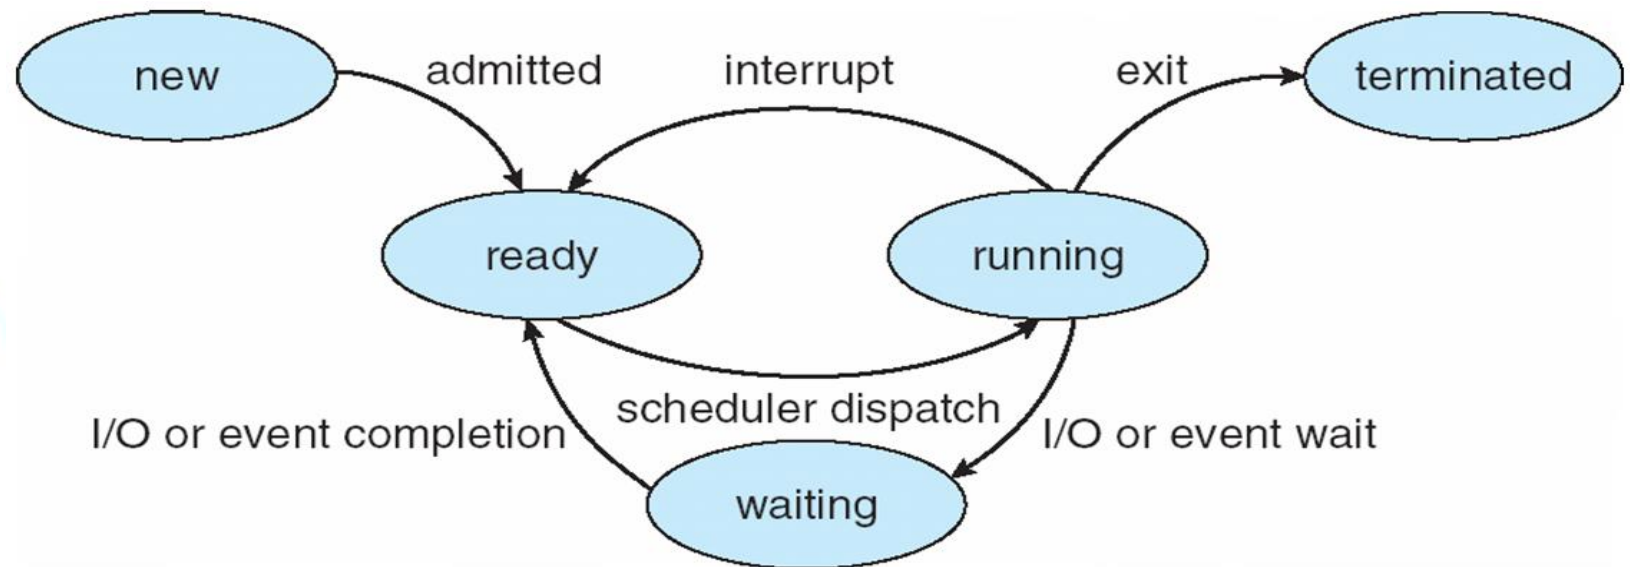 new
admitted
interrupt
exit
terminated
ready
running
scheduler dispatch
I/O or event completion
I/O or event wait
waiting